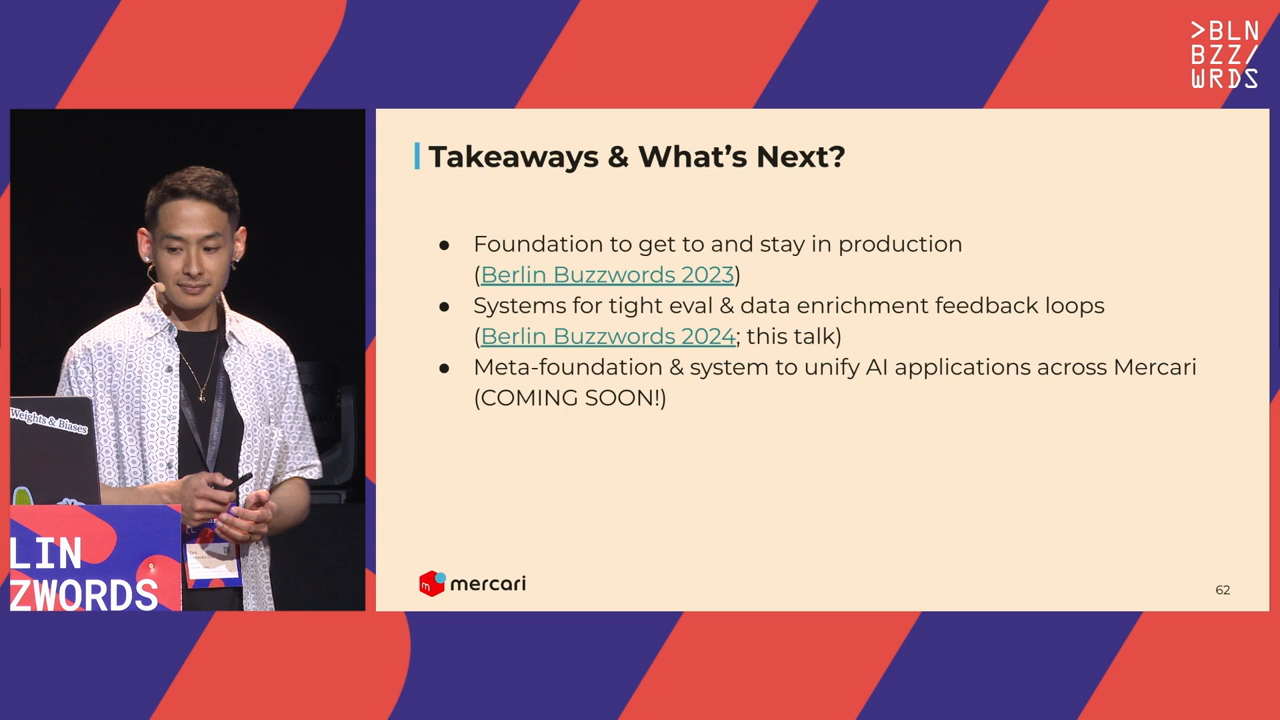 >BLN
BZZ/
WRDS
Takeaways & What’s Next?
● Foundation to get to and stay in production
(Berlin Buzzwords 2023)
● Systems for tight eval & data enrichment feedback loops
(Berlin Buzzwords 2024; this talk)
● Meta-foundation & system to unify AI applications across Mercari
(COMING SOON!)
mercari
62
Weights & Biases
LIN
ZWORDS